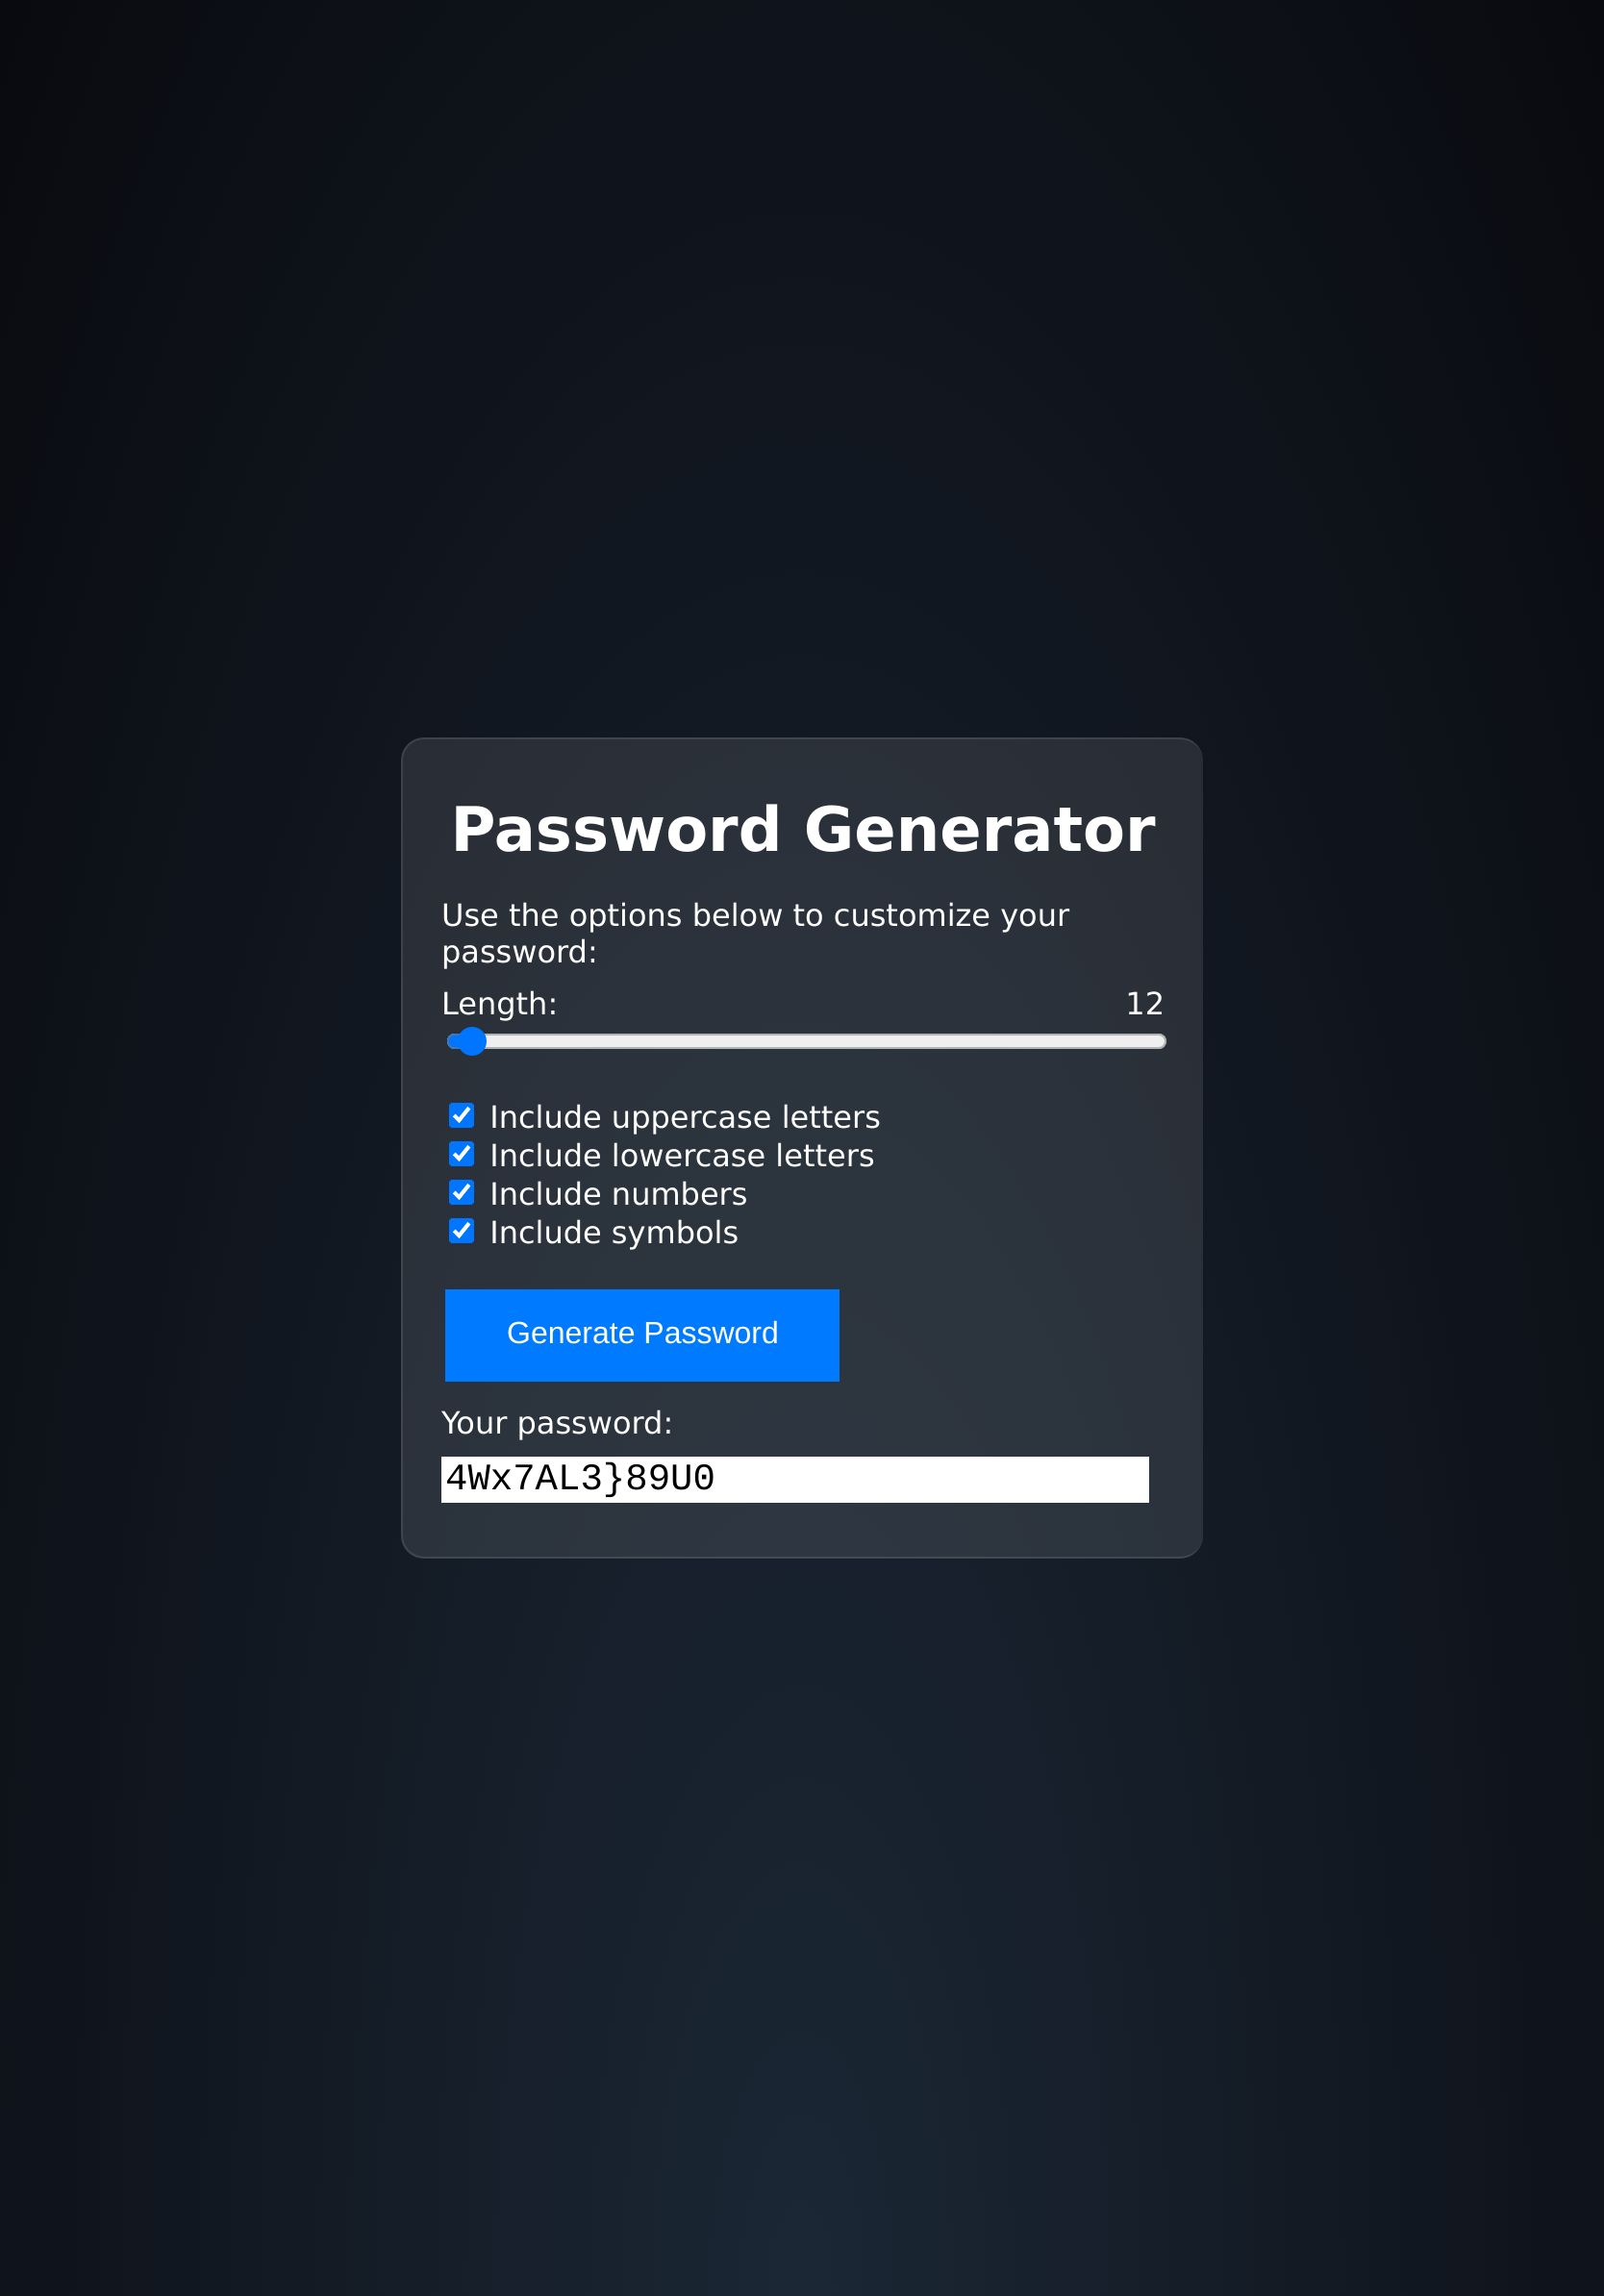 Password Generator
Use the options below to customize your
password:
Length: 12
Include uppercase letters
Include lowercase letters
Include numbers
Include symbols
Generate Password
Your password:
4Wx7AL3}89U0